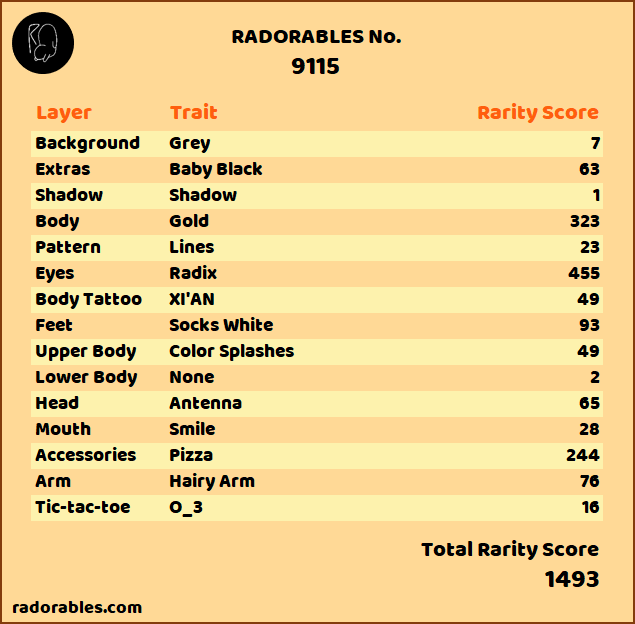 RADORABLES No.
9115
Layer Trait Rarity Score
Background Grey 7
Extras Baby Black 63
Shadow Shadow 1
Body Gold 323
Pattern Lines 23
Eyes Radix 455
Body Tattoo XI'AN 49
Feet Socks White 93
Upper Body Color Splashes 49
Lower Body None 2
Head Antenna 65
Mouth Smile 28
Accessories Pizza 244
Arm Hairy Arm 76
Tic-tac-toe O_3 16
Total Rarity Score
1493
radorables.com